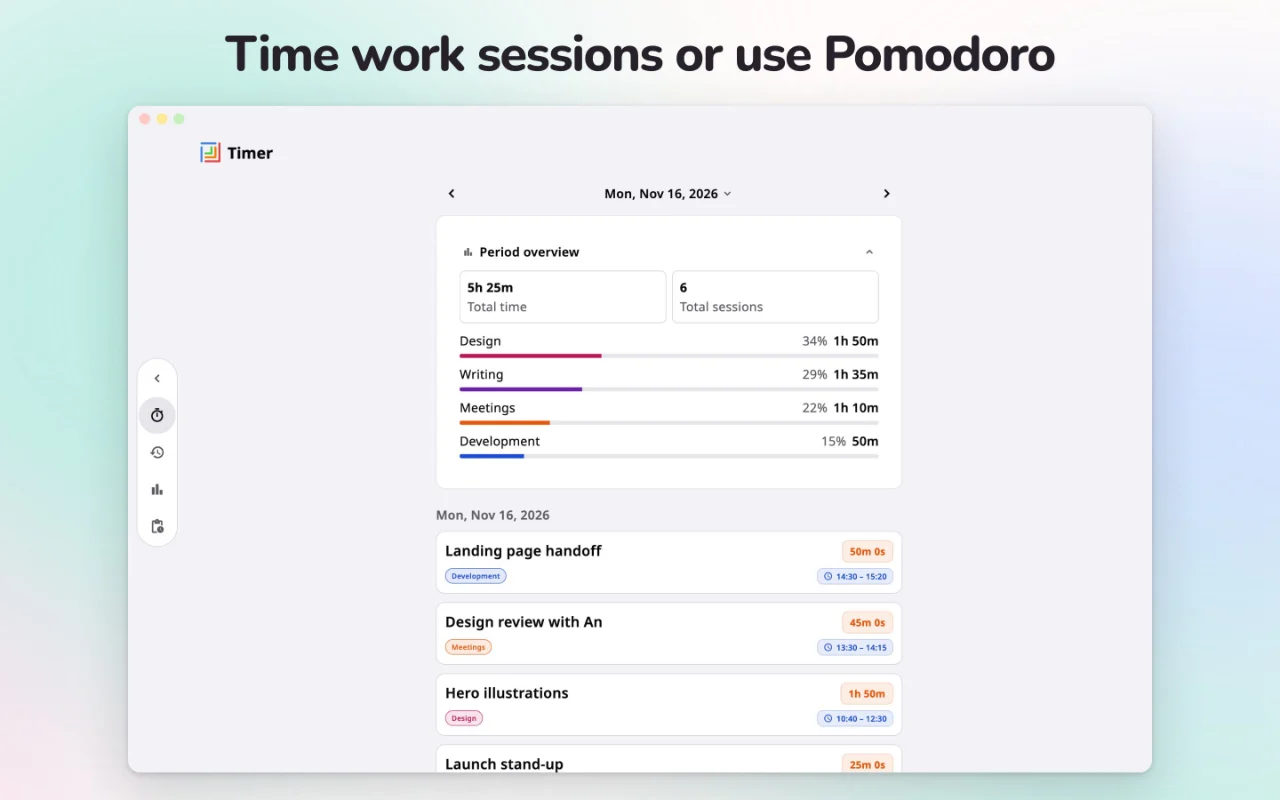 Time work sessions or use Pomodoro
Timer
Mon, Nov 16, 2026
Period overview
5h 25m
Total time
6
Total sessions
Design 34% 1h 50m
Writing 29% 1h 35m
Meetings 22% 1h 10m
Development 15% 50m
Mon, Nov 16, 2026
Landing page handoff 50m 0s
Development 14:30 – 15:20
Design review with An 45m 0s
Meetings 13:30 – 14:15
Hero illustrations 1h 50m
Design 10:40 – 12:30
Launch stand-up 25m 0s